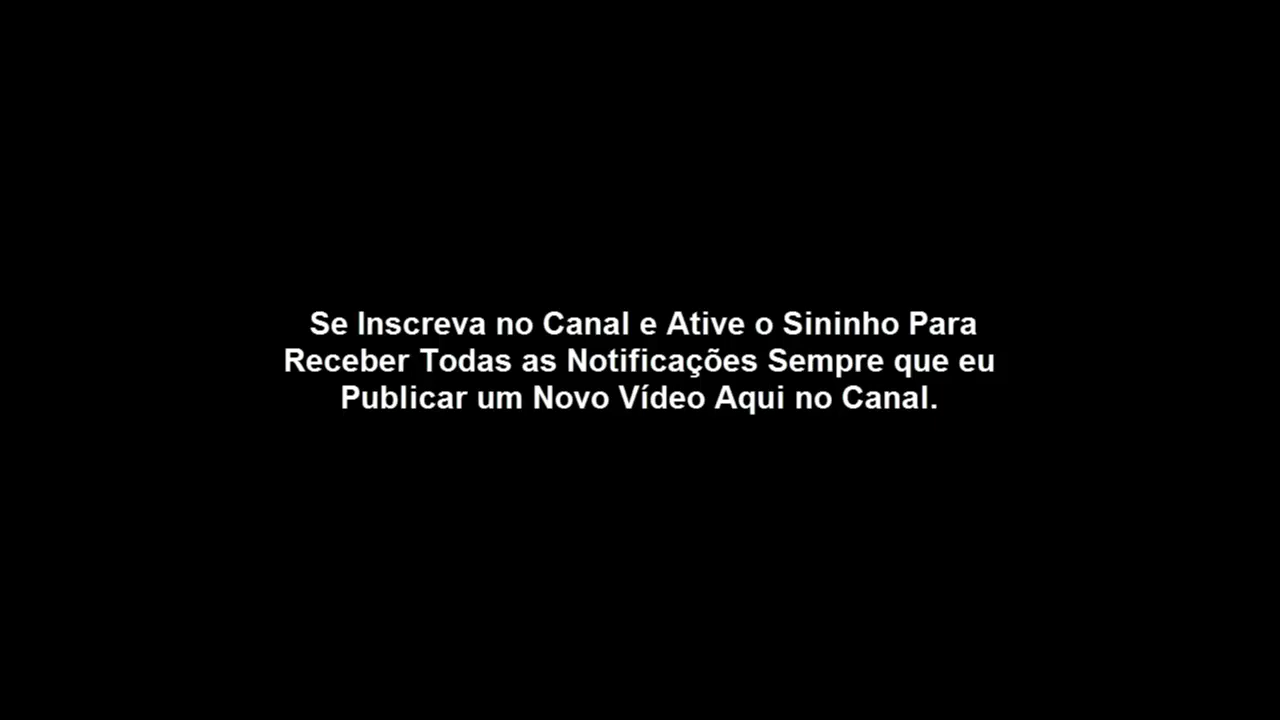 Se Inscreva no Canal e Ative o Sininho Para
Receber Todas as Notificações Sempre que eu
Publicar um Novo Vídeo Aqui no Canal.